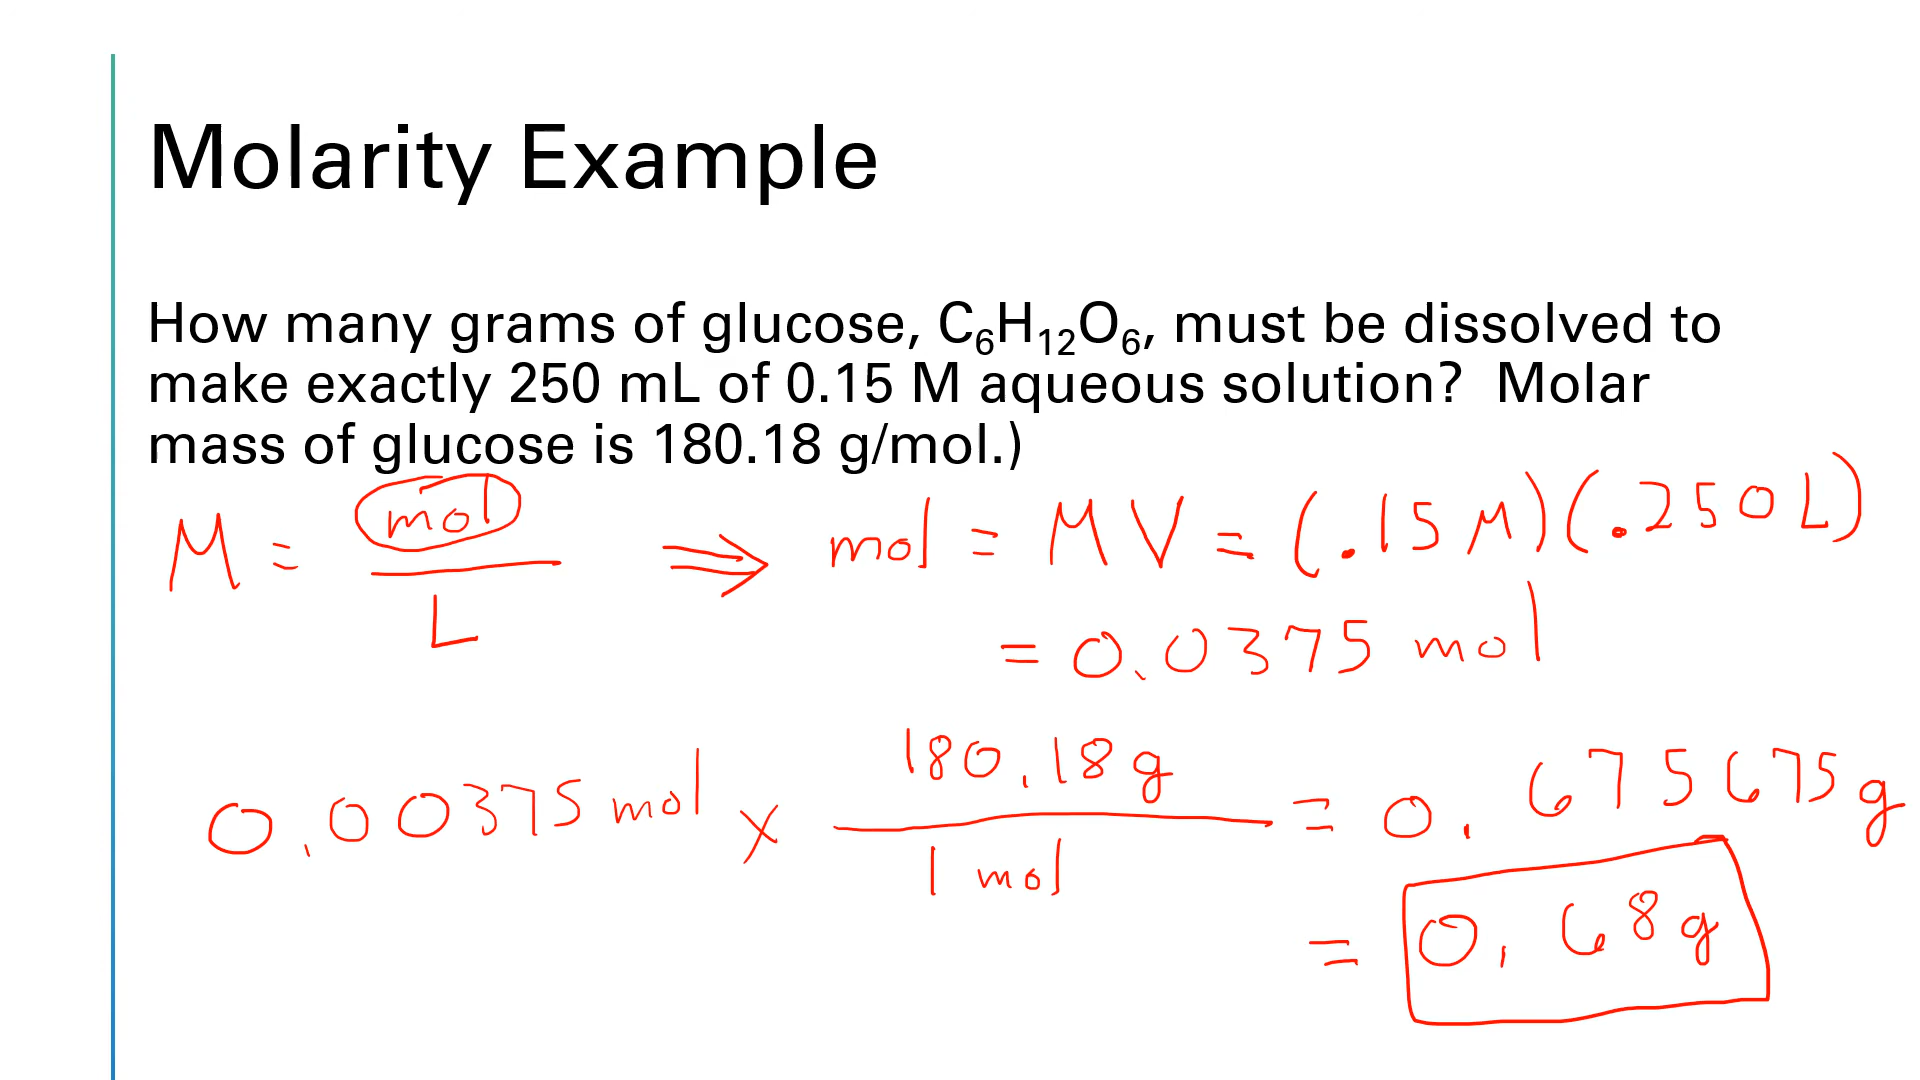 Molarity Example
How many grams of glucose, C₆H₁₂O₆, must be dissolved to
make exactly 250 mL of 0.15 M aqueous solution?  Molar
mass of glucose is 180.18 g/mol.)
M = mol / L ⇒ mol = MV = (.15 M)(.250 L)
= 0.0375 mol
0.00375 mol x 180.18 g / 1 mol = 0.675675 g
= 0.68 g